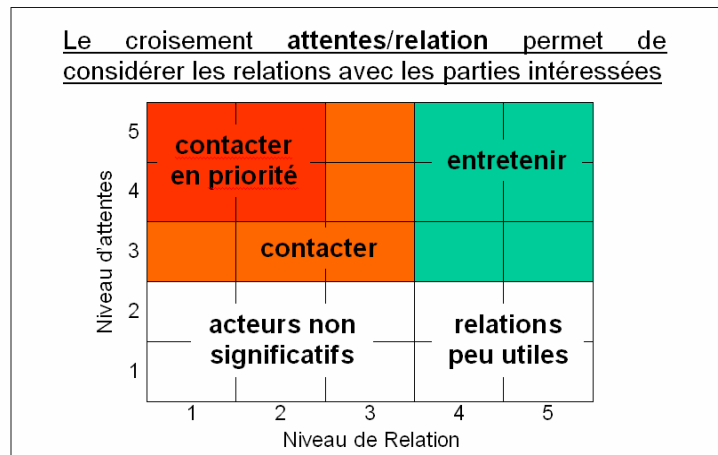 Le croisement attentes/relation permet de
considérer les relations avec les parties intéressées
Niveau d'attentes
5
4
3
2
1
contacter
en priorité
entretenir
contacter
acteurs non
significatifs
relations
peu utiles
1 2 3 4 5
Niveau de Relation